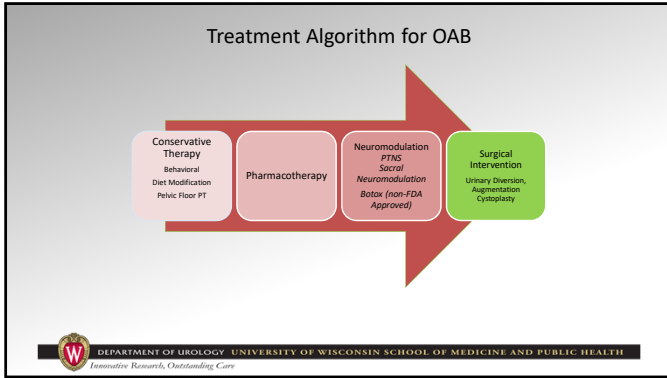 Treatment Algorithm for OAB
Conservative
Therapy
Behavioral
Diet Modification
Pelvic Floor PT
Pharmacotherapy
Neuromodulation
PTNS
Sacral
Neuromodulation
Botox (non-FDA
Approved)
Surgical
Intervention
Urinary Diversion,
Augmentation
Cystoplasty
W
DEPARTMENT OF UROLOGY UNIVERSITY OF WISCONSIN SCHOOL OF MEDICINE AND PUBLIC HEALTH
Innovative Research, Outstanding Care